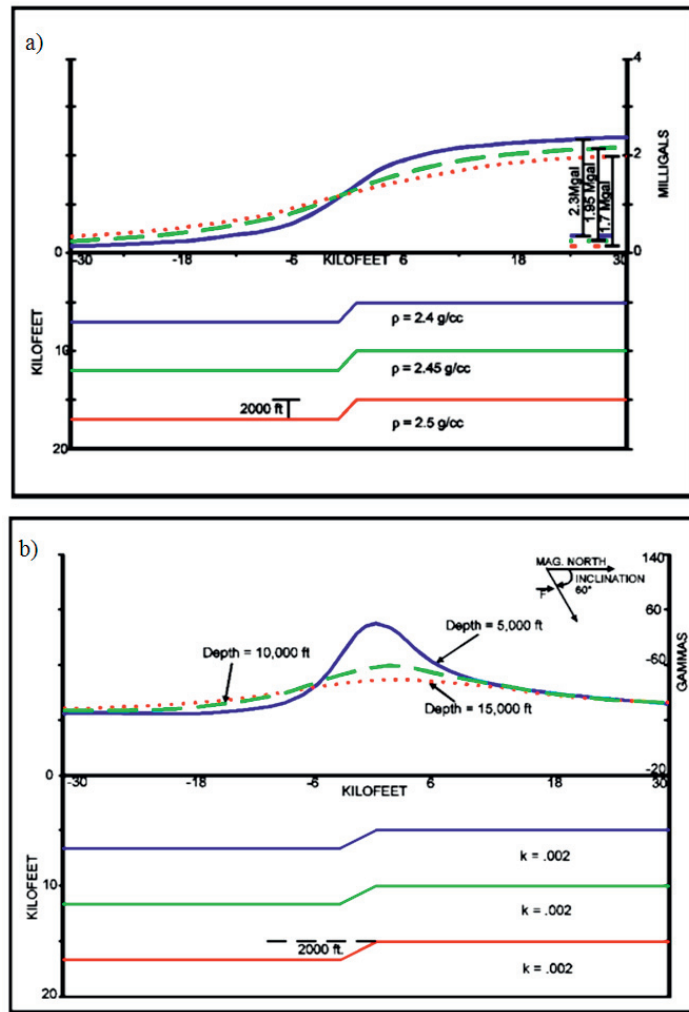 a)
4
MILLIGALS
2
2.3Mgal
1.95 Mgal
1.7 Mgal
0
0
-30
-18
-6
KILOFEET
6
18
30
KILOFEET
ρ = 2.4 g/cc
10
ρ = 2.45 g/cc
2000 ft
ρ = 2.5 g/cc
20
b)
MAG. NORTH
140
INCLINATION
60°
F
60
GAMMAS
Depth = 5,000 ft
Depth = 10,000 ft
-60
Depth = 15,000 ft
-20
0
-30
-18
-6
KILOFEET
6
18
30
KILOFEET
k = .002
10
k = .002
2000 ft.
k = .002
20